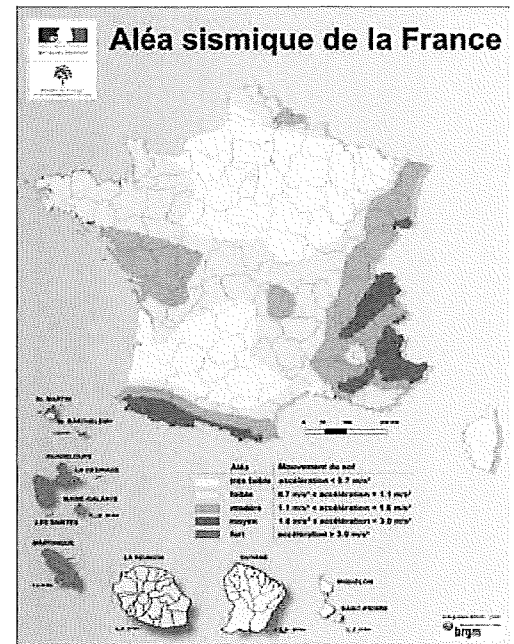 Aléa sismique de la France
St. MARTIN
St. BARTHELEMY
GUADELOUPE
LA DESIRADE
MARIE-GALANTE
LES SAINTES
MARTINIQUE
Aléa Mouvement du sol
très faible accélération < 0.7 m/s²
faible 0.7 m/s² < accélération < 1.1 m/s²
modéré 1.1 m/s² < accélération < 1.6 m/s²
moyen 1.6 m/s² < accélération < 3.0 m/s²
fort accélération > 3.0 m/s²
LA REUNION
GUYANE
MIQUELON
SAINT-PIERRE
brgm